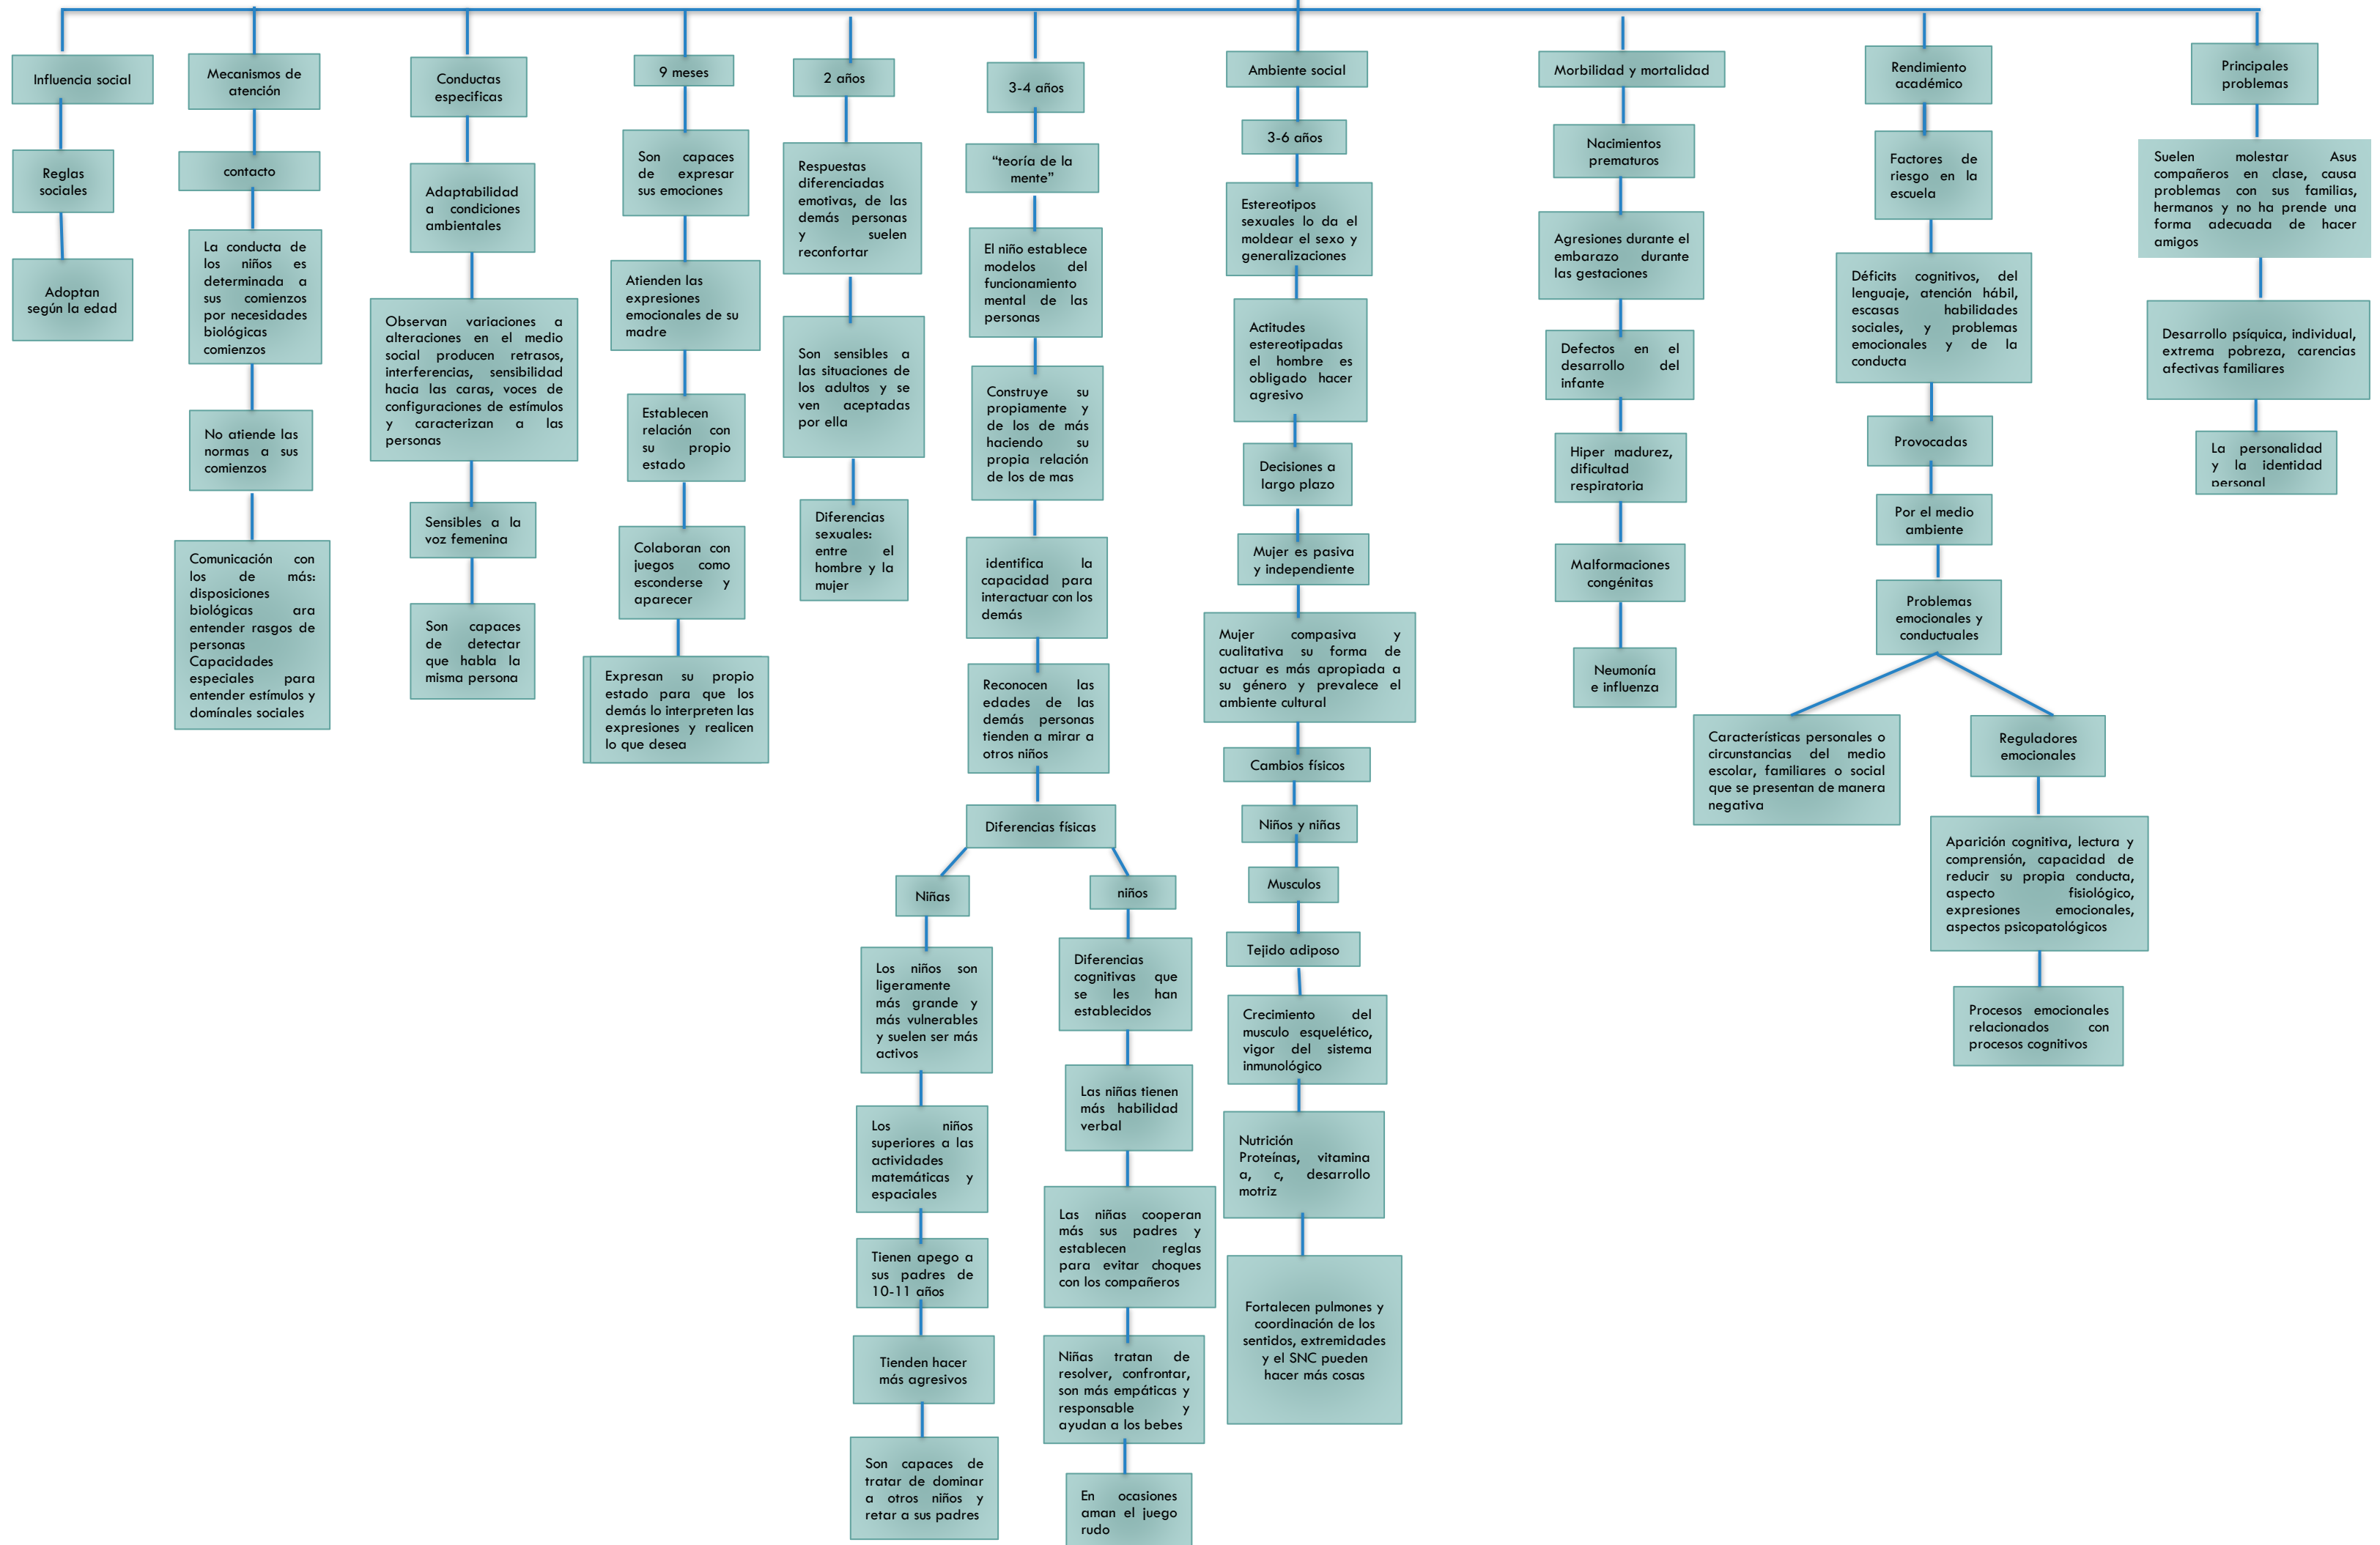 Influencia social
Reglas
sociales
Adoptan
según la edad
Mecanismos de
atención
contacto
La conducta de
los niños es
determinada a
sus comienzos
por necesidades
biológicas
comienzos
No atiende las
normas a sus
comienzos
Comunicación con
los de más:
disposiciones
biológicas ara
entender rasgos de
personas
Capacidades
especiales para
entender estímulos y
domínales sociales
Conductas
especificas
Adaptabilidad
a condiciones
ambientales
Observan variaciones a
alteraciones en el medio
social producen retrasos,
interferencias, sensibilidad
hacia las caras, voces de
configuraciones de estímulos
y caracterizan a las
personas
Sensibles a la
voz femenina
Son capaces
de detectar
que habla la
misma persona
9 meses
Son capaces
de expresar
sus emociones
Atienden las
expresiones
emocionales de su
madre
Establecen
relación con
su propio
estado
Colaboran con
juegos como
esconderse y
aparecer
Expresan su propio
estado para que los
demás lo interpreten las
expresiones y realicen
lo que desea
2 años
Respuestas
diferenciadas
emotivas, de las
demás personas
y suelen
reconfortar
Son sensibles a
las situaciones de
los adultos y se
ven aceptadas
por ella
Diferencias
sexuales:
entre el
hombre y la
mujer
3-4 años
“teoría de la
mente”
El niño establece
modelos del
funcionamiento
mental de las
personas
Construye su
propiamente y
de los de más
haciendo su
propia relación
de los de mas
identifica la
capacidad para
interactuar con los
demás
Reconocen las
edades de las
demás personas
tienden a mirar a
otros niños
Diferencias físicas
Niñas
Los niños son
ligeramente
más grande y
más vulnerables
y suelen ser más
activos
Los niños
superiores a las
actividades
matemáticas y
espaciales
Tienen apego a
sus padres de
10-11 años
Tienden hacer
más agresivos
Son capaces de
tratar de dominar
a otros niños y
retar a sus padres
niños
Diferencias
cognitivas que
se les han
establecidos
Las niñas tienen
más habilidad
verbal
Las niñas cooperan
más sus padres y
establecen reglas
para evitar choques
con los compañeros
Niñas tratan de
resolver, confrontar,
son más empáticas y
responsable y
ayudan a los bebes
En ocasiones
aman el juego
rudo
Ambiente social
3-6 años
Estereotipos
sexuales lo da el
moldear el sexo y
generalizaciones
Actitudes
estereotipadas
el hombre es
obligado hacer
agresivo
Decisiones a
largo plazo
Mujer es pasiva
y independiente
Mujer compasiva y
cualitativa su forma de
actuar es más apropiada a
su género y prevalece el
ambiente cultural
Cambios físicos
Niños y niñas
Musculos
Tejido adiposo
Crecimiento del
musculo esquelético,
vigor del sistema
inmunológico
Nutrición
Proteínas, vitamina
a, c, desarrollo
motriz
Fortalecen pulmones y
coordinación de los
sentidos, extremidades
y el SNC pueden
hacer más cosas
Morbilidad y mortalidad
Nacimientos
prematuros
Agresiones durante el
embarazo durante
las gestaciones
Defectos en el
desarrollo del
infante
Hiper madurez,
dificultad
respiratoria
Malformaciones
congénitas
Neumonía
e influenza
Rendimiento
académico
Factores de
riesgo en la
escuela
Déficits cognitivos, del
lenguaje, atención hábil,
escasas habilidades
sociales, y problemas
emocionales y de la
conducta
Provocadas
Por el medio
ambiente
Problemas
emocionales y
conductuales
Características personales o
circunstancias del medio
escolar, familiares o social
que se presentan de manera
negativa
Reguladores
emocionales
Aparición cognitiva, lectura y
comprensión, capacidad de
reducir su propia conducta,
aspecto fisiológico,
expresiones emocionales,
aspectos psicopatológicos
Procesos emocionales
relacionados con
procesos cognitivos
Principales
problemas
Suelen molestar Asus
compañeros en clase, causa
problemas con sus familias,
hermanos y no ha prende una
forma adecuada de hacer
amigos
Desarrollo psíquica, individual,
extrema pobreza, carencias
afectivas familiares
La personalidad
y la identidad
personal